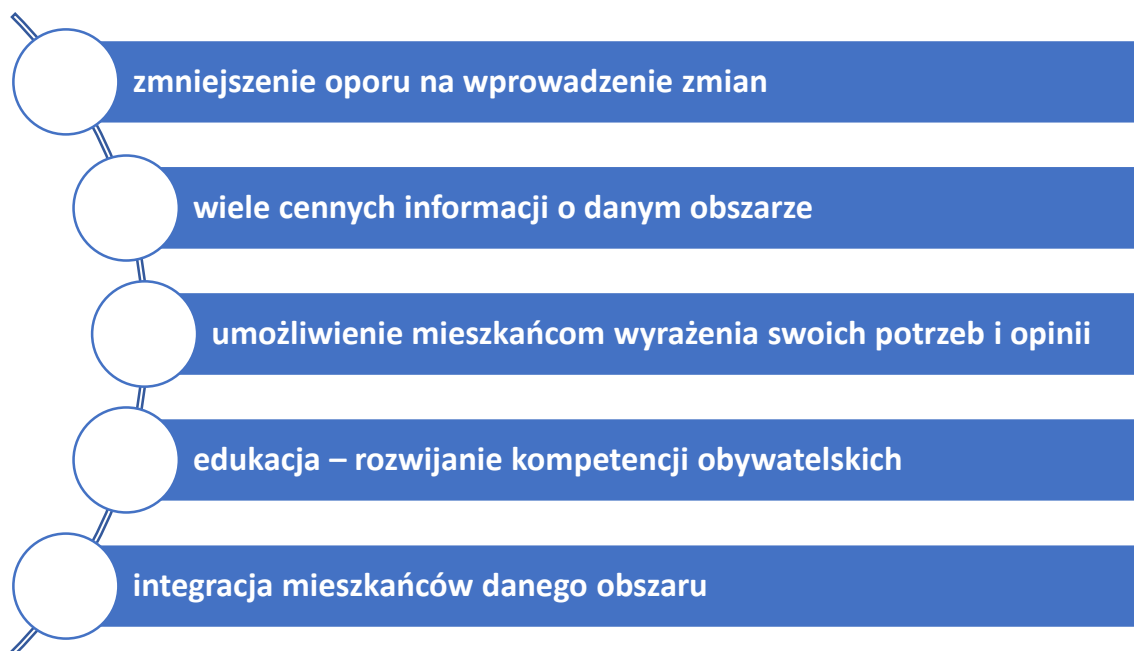 zmniejszenie oporu na wprowadzenie zmian
wiele cennych informacji o danym obszarze
umożliwienie mieszkańcom wyrażenia swoich potrzeb i opinii
edukacja – rozwijanie kompetencji obywatelskich
integracja mieszkańców danego obszaru